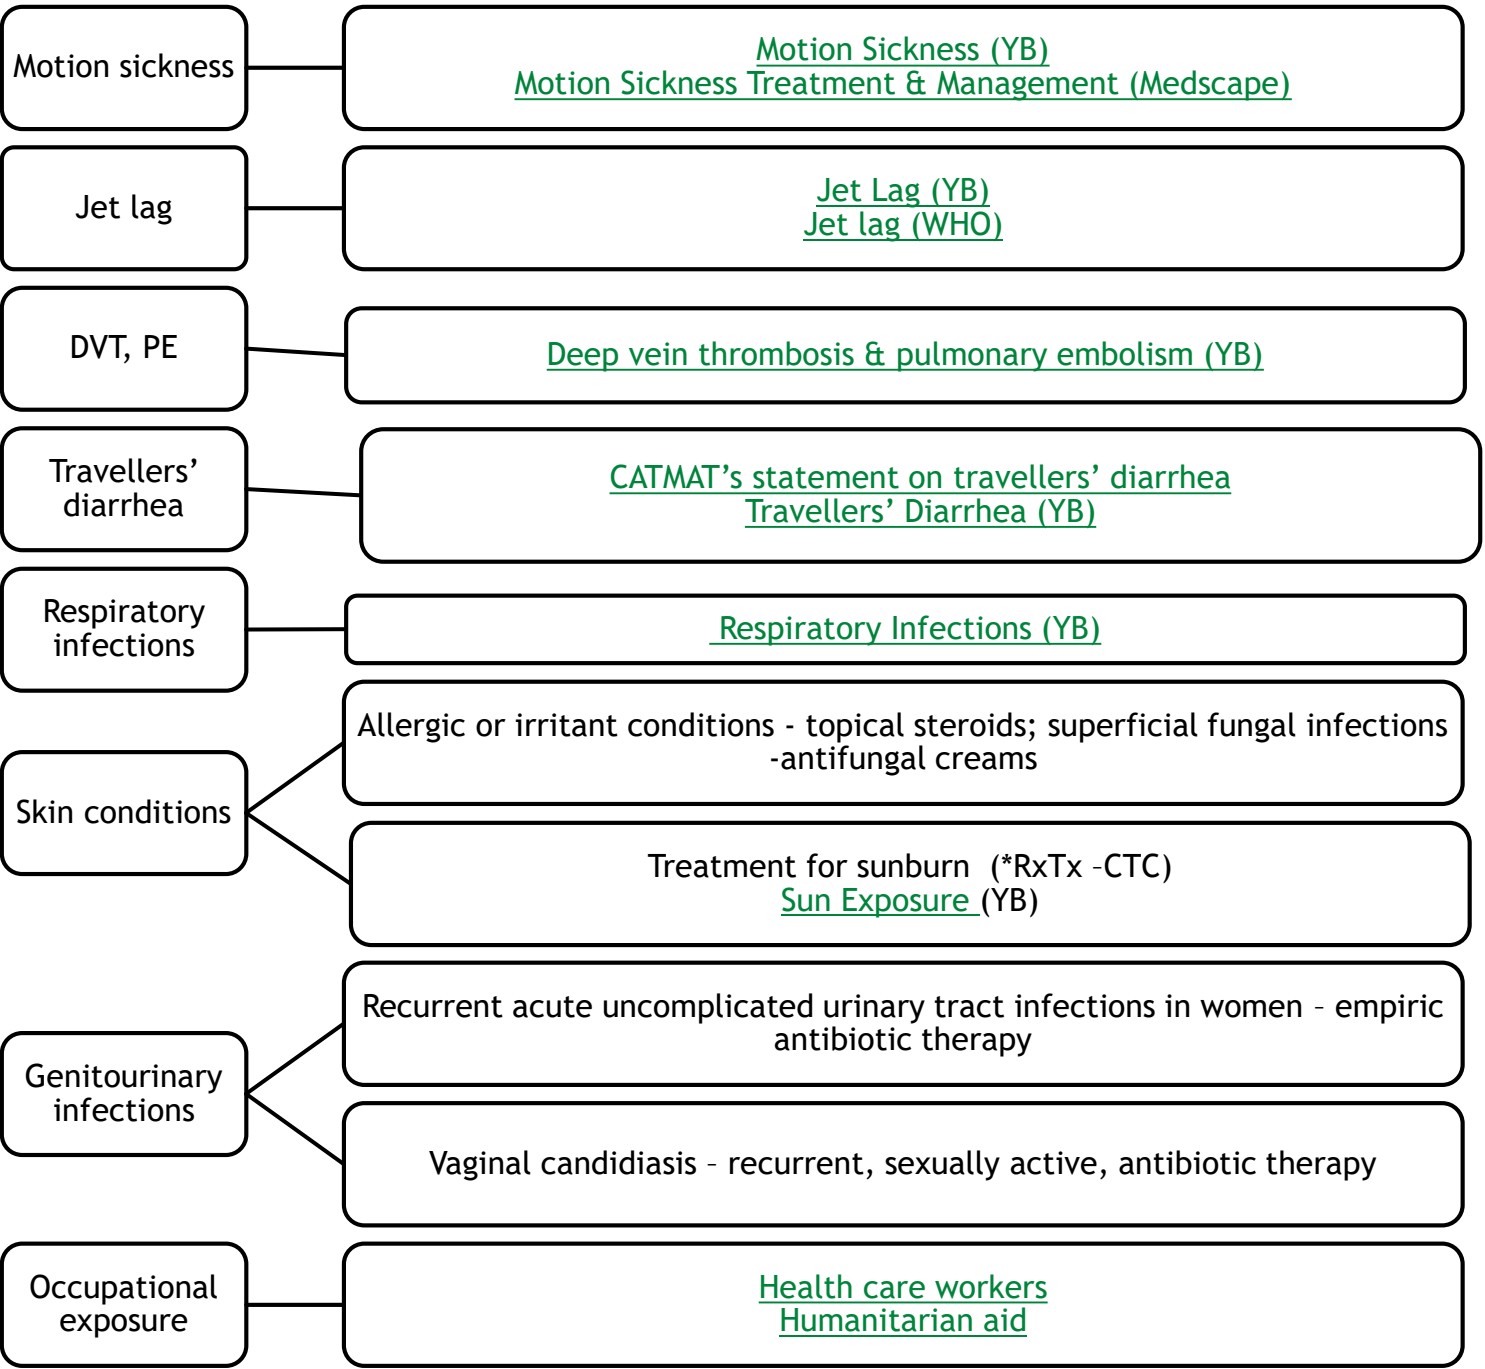 Motion sickness
Motion Sickness (YB)
Motion Sickness Treatment & Management (Medscape)
Jet lag
Jet Lag (YB)
Jet lag (WHO)
DVT, PE
Deep vein thrombosis & pulmonary embolism (YB)
Travellers’
diarrhea
CATMAT’s statement on travellers’ diarrhea
Travellers’ Diarrhea (YB)
Respiratory
infections
Respiratory Infections (YB)
Skin conditions
Allergic or irritant conditions - topical steroids; superficial fungal infections
-antifungal creams
Treatment for sunburn  (*RxTx –CTC)
Sun Exposure (YB)
Genitourinary
infections
Recurrent acute uncomplicated urinary tract infections in women – empiric
antibiotic therapy
Vaginal candidiasis – recurrent, sexually active, antibiotic therapy
Occupational
exposure
Health care workers
Humanitarian aid